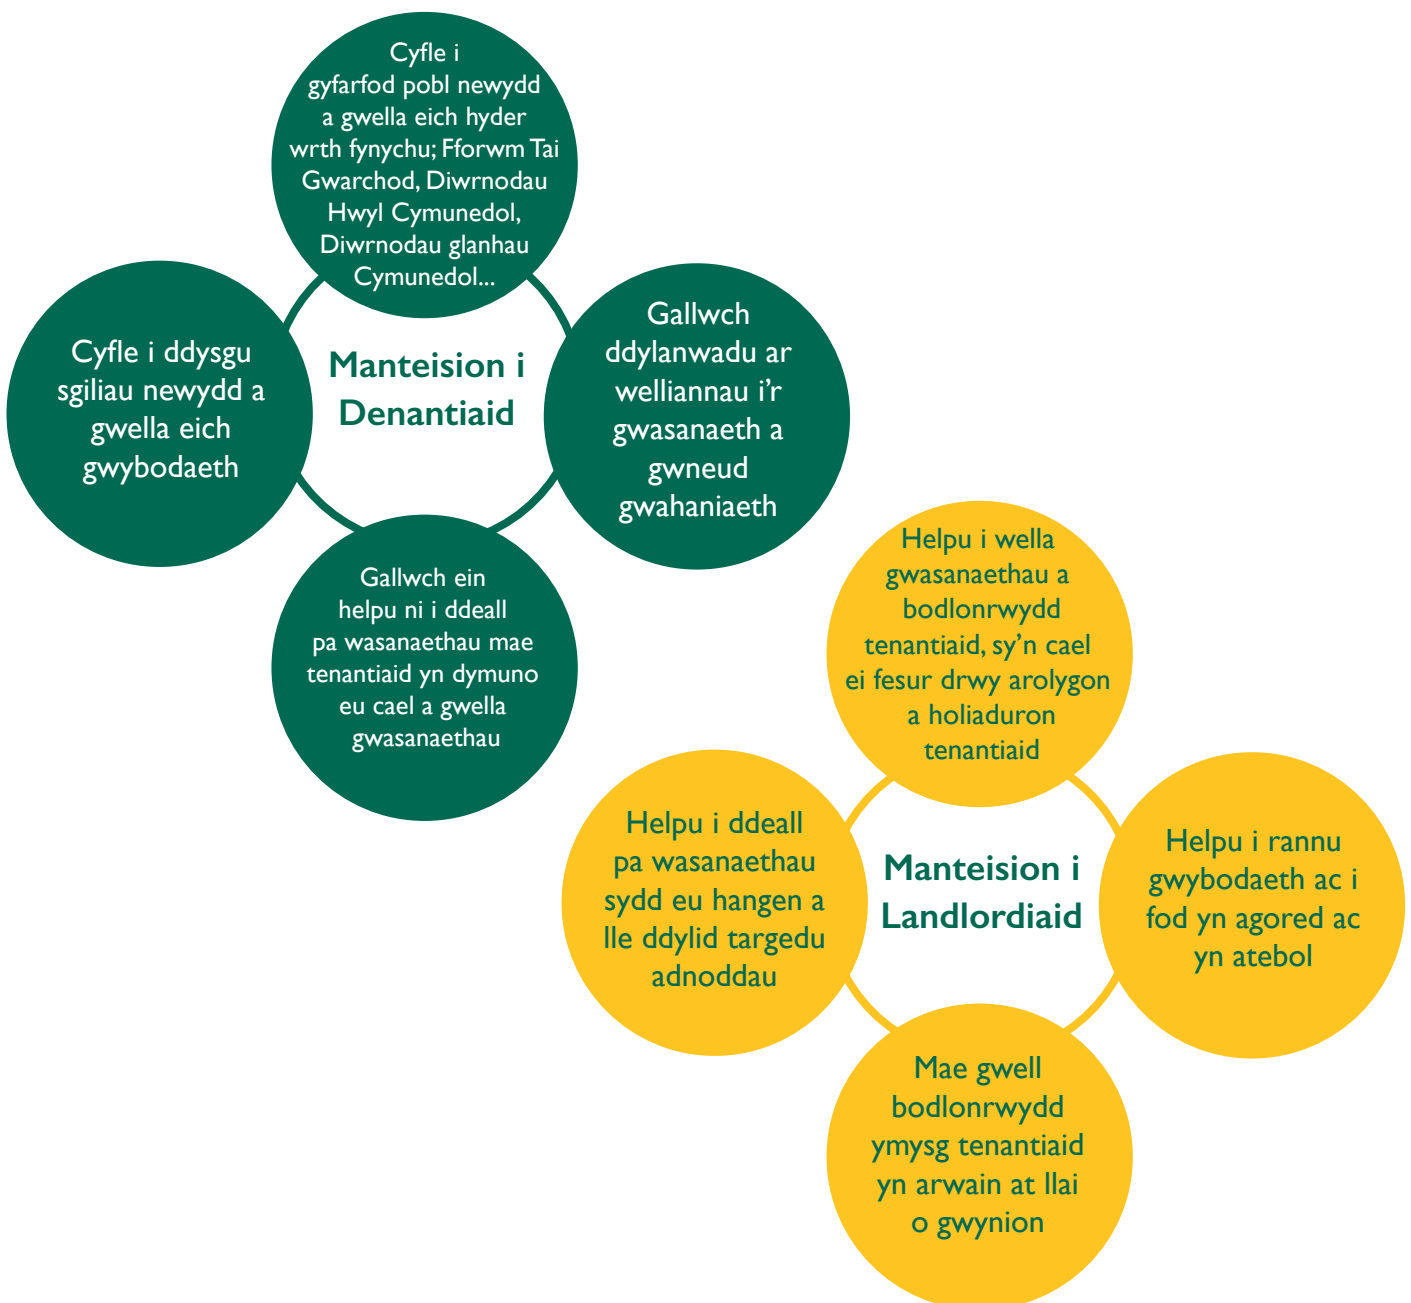 Cyfle i
gyfarfod pobl newydd
a gwella eich hyder
wrth fynychu; Fforwm Tai
Gwarchod, Diwrnodau
Hwyl Cymunedol,
Diwrnodau glanhau
Cymunedol...
Cyfle i ddysgu
sgiliau newydd a
gwella eich
gwybodaeth
Manteision i
Denantiaid
Gallwch
ddylanwadu ar
welliannau i’r
gwasanaeth a
gwneud
gwahaniaeth
Gallwch ein
helpu ni i ddeall
pa wasanaethau mae
tenantiaid yn dymuno
eu cael a gwella
gwasanaethau
Helpu i wella
gwasanaethau a
bodlonrwydd
tenantiaid, sy’n cael
ei fesur drwy arolygon
a holiaduron
tenantiaid
Helpu i ddeall
pa wasanaethau
sydd eu hangen a
lle ddylid targedu
adnoddau
Manteision i
Landlordiaid
Helpu i rannu
gwybodaeth ac i
fod yn agored ac
yn atebol
Mae gwell
bodlonrwydd
ymysg tenantiaid
yn arwain at llai
o gwynion